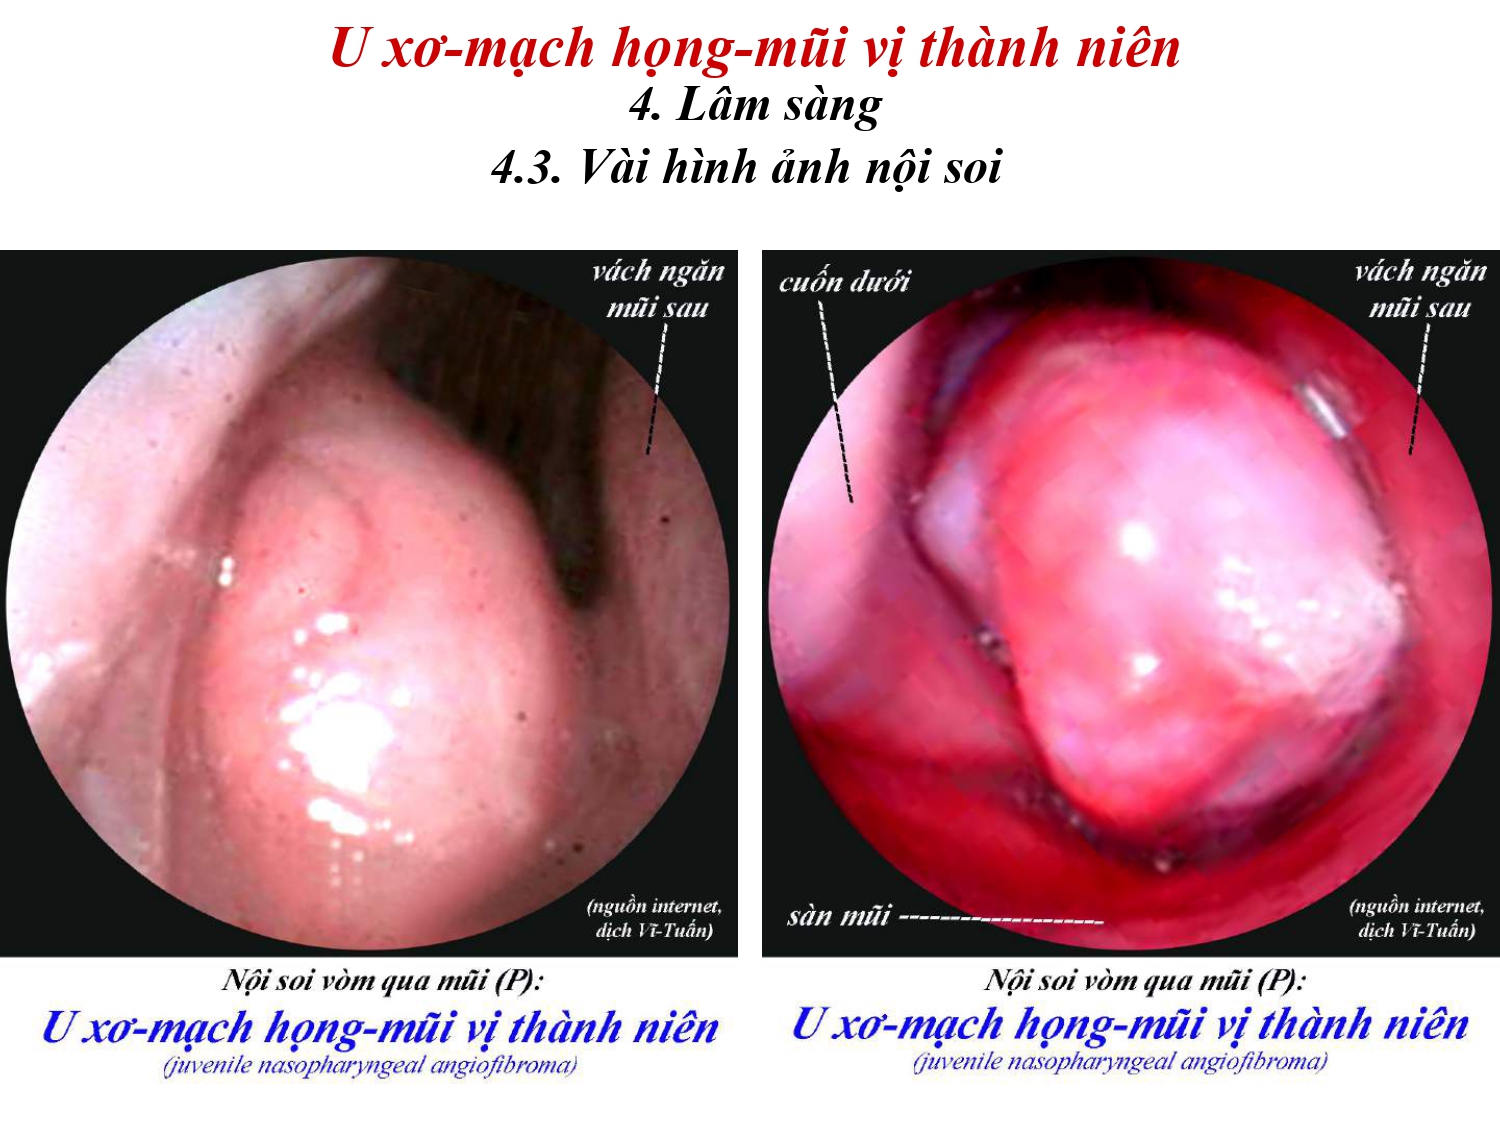 U xơ-mạch họng-mũi vị thành niên
4. Lâm sàng
4.3. Vài hình ảnh nội soi
vách ngăn
mũi sau
(nguồn internet,
dịch Vĩ-Tuấn)
Nội soi vòm qua mũi (P):
U xơ-mạch họng-mũi vị thành niên
(juvenile nasopharyngeal angiofibroma)
cuốn dưới
vách ngăn
mũi sau
sàn mũi
(nguồn internet,
dịch Vĩ-Tuấn)
Nội soi vòm qua mũi (P):
U xơ-mạch họng-mũi vị thành niên
(juvenile nasopharyngeal angiofibroma)